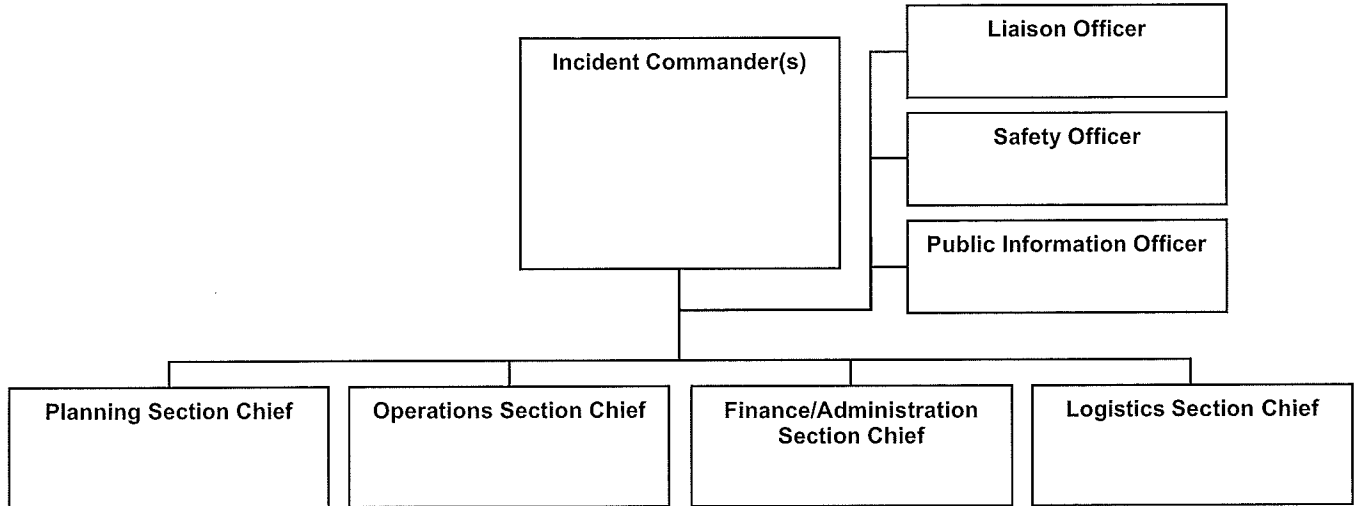 Incident Commander(s)
Liaison Officer
Safety Officer
Public Information Officer
Planning Section Chief
Operations Section Chief
Finance/Administration
Section Chief
Logistics Section Chief